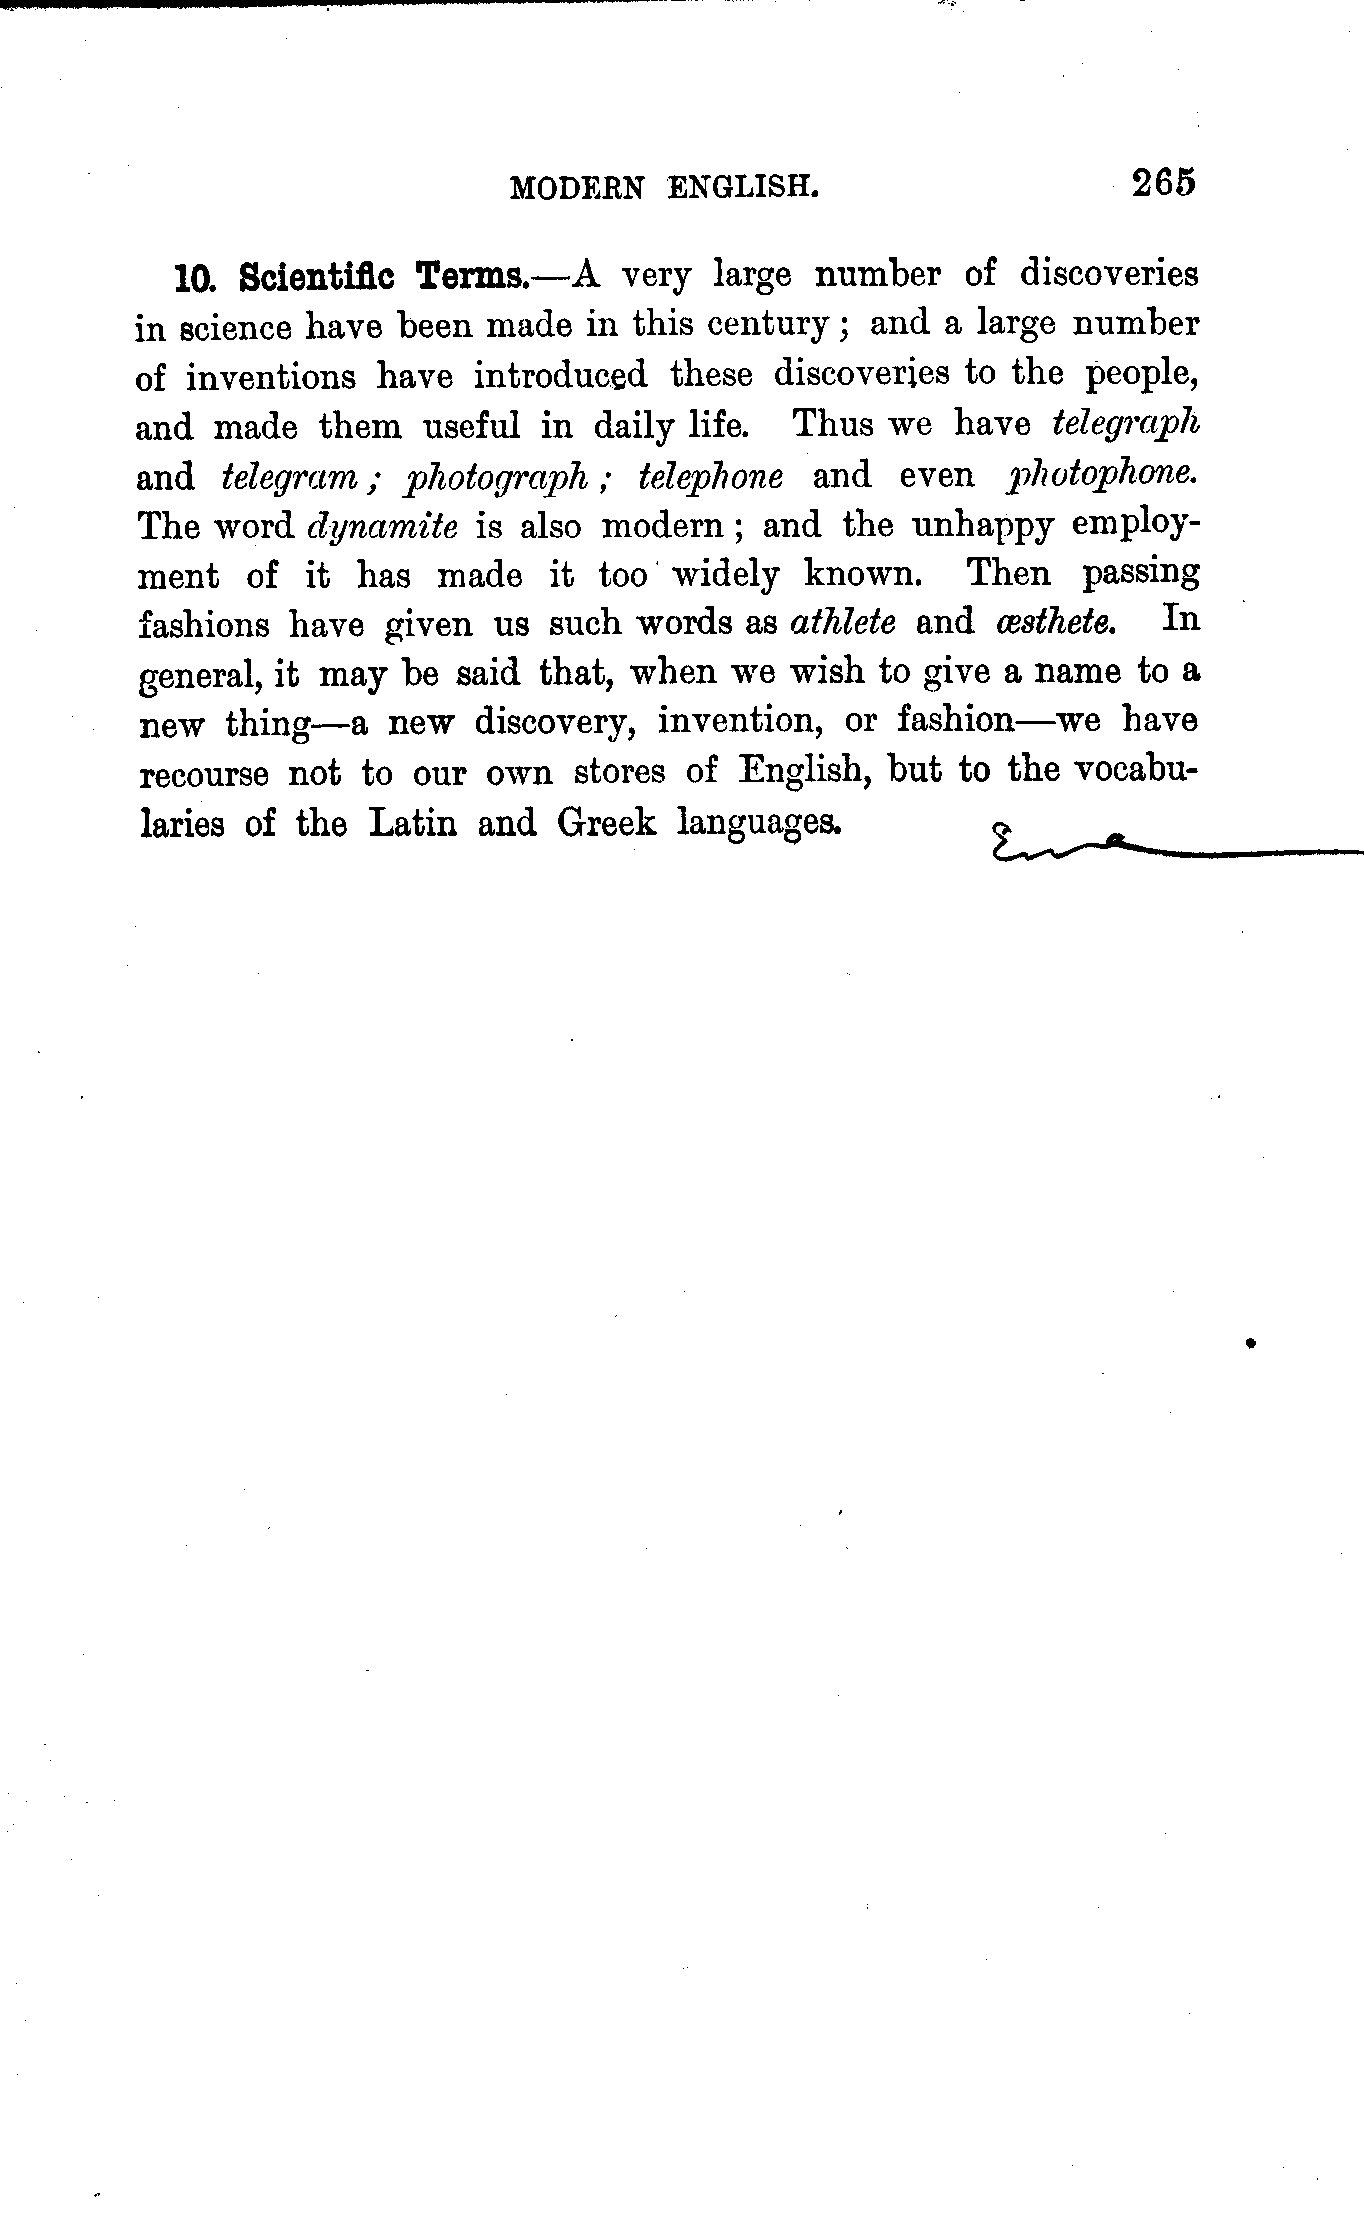 MODERN ENGLISH. 265
10. Scientific Terms.—A very large number of discoveries
in science have been made in this century; and a large number
of inventions have introduced these discoveries to the people,
and made them useful in daily life. Thus we have telegraph
and telegram; photograph; telephone and even photophone.
The word dynamite is also modern; and the unhappy employ-
ment of it has made it too widely known. Then passing
fashions have given us such words as athlete and æsthete. In
general, it may be said that, when we wish to give a name to a
new thing—a new discovery, invention, or fashion—we have
recourse not to our own stores of English, but to the vocabu-
laries of the Latin and Greek languages.